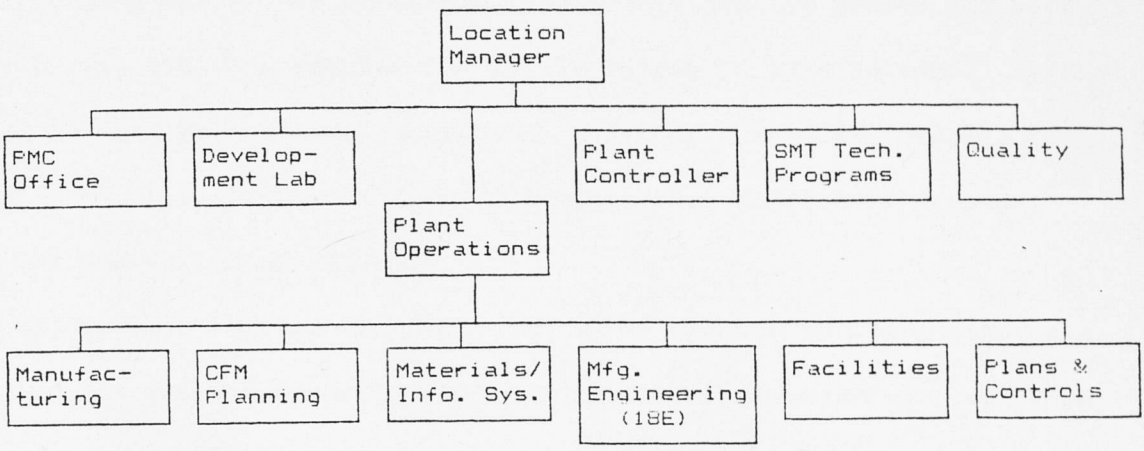 Location
Manager
PMC
Office
Develop-
ment Lab
Plant
Controller
SMT Tech.
Programs
Quality
Plant
Operations
Manufac-
turing
CFM
Planning
Materials/
Info. Sys.
Mfg.
Engineering
(18E)
Facilities
Plans &
Controls